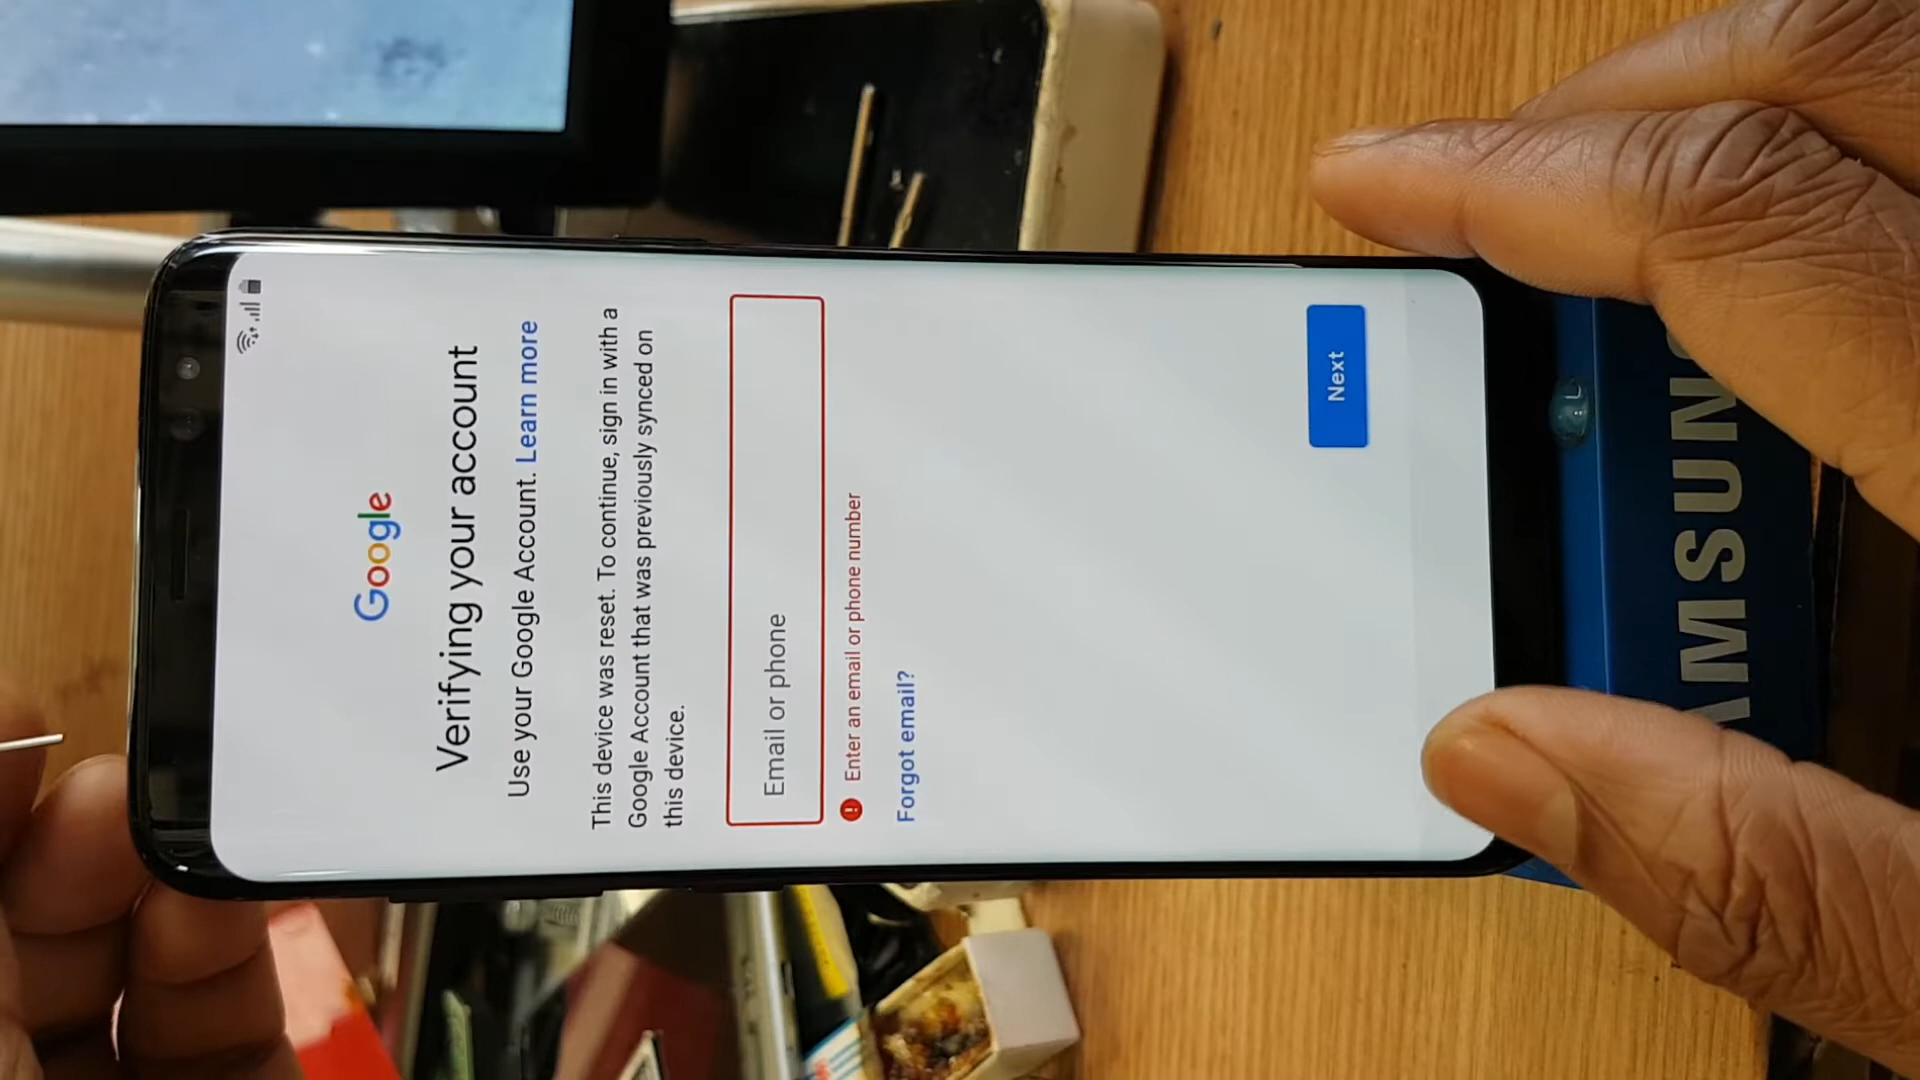 Google
Verifying your account
Use your Google Account. Learn more
This device was reset. To continue, sign in with a
Google Account that was previously synced on
this device.
Email or phone
Enter an email or phone number
Forgot email?
Next
AMSUNG